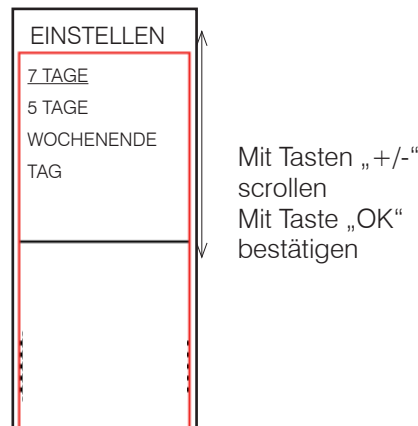 EINSTELLEN
7 TAGE
5 TAGE
WOCHENENDE
TAG
Mit Tasten „+/-“
scrollen
Mit Taste „OK“
bestätigen